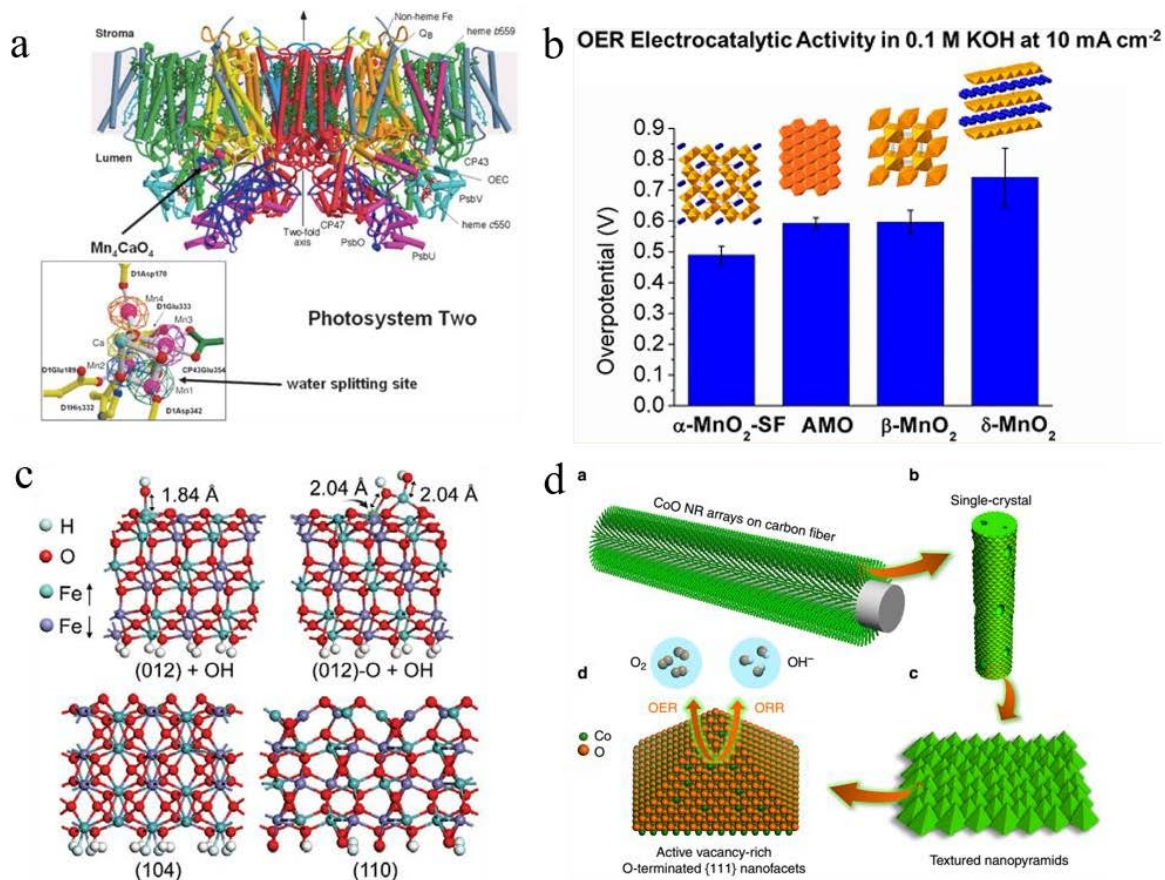 a
Stroma
Non-heme Fe
QB
heme b559
Lumen
CP43
OEC
PsbV
heme c550
CP47
Two-fold
axis
PsbO
PsbU
Mn4CaO4
D1Asp170
Mn4
D1Glu333
Mn3
Ca
D1Glu189
Mn2
CP43Glu354
Mn1
D1His332
D1Asp342
Photosystem Two
water splitting site
b
OER Electrocatalytic Activity in 0.1 M KOH at 10 mA cm-2
Overpotential (V)
0.9
0.8
0.7
0.6
0.5
0.4
0.3
0.2
0.1
0.0
α-MnO2-SF AMO β-MnO2 δ-MnO2
c
1.84 Å
2.04 Å
2.04 Å
H
O
Fe↑
Fe↓
(012) + OH
(012)-O + OH
(104)
(110)
d
a
CoO NR arrays on carbon fiber
b
Single-crystal
c
Textured nanopyramids
d
O2
OH−
OER
ORR
Co
O
Active vacancy-rich
O-terminated {111} nanofacets